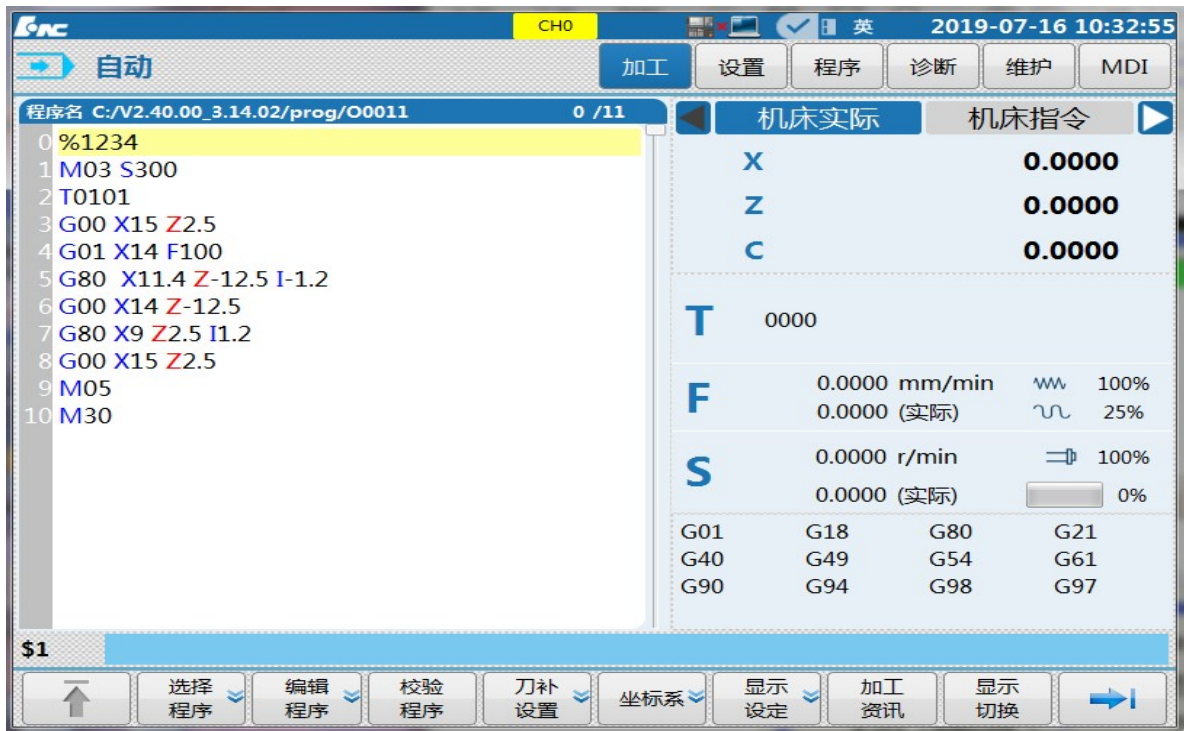 HNC CH0 英 2019-07-16 10:32:55
自动 加工 设置 程序 诊断 维护 MDI
程序名 C:/V2.40.00_3.14.02/prog/O0011 0 /11
0 %1234
1 M03 S300
2 T0101
3 G00 X15 Z2.5
4 G01 X14 F100
5 G80 X11.4 Z-12.5 I-1.2
6 G00 X14 Z-12.5
7 G80 X9 Z2.5 I1.2
8 G00 X15 Z2.5
9 M05
10 M30
机床实际 机床指令
X 0.0000
Z 0.0000
C 0.0000
T 0000
F 0.0000 mm/min 100%
0.0000 (实际) 25%
S 0.0000 r/min 100%
0.0000 (实际) 0%
G01 G18 G80 G21
G40 G49 G54 G61
G90 G94 G98 G97
$1
选择程序 编辑程序 校验程序 刀补设置 坐标系 显示设定 加工资讯 显示切换